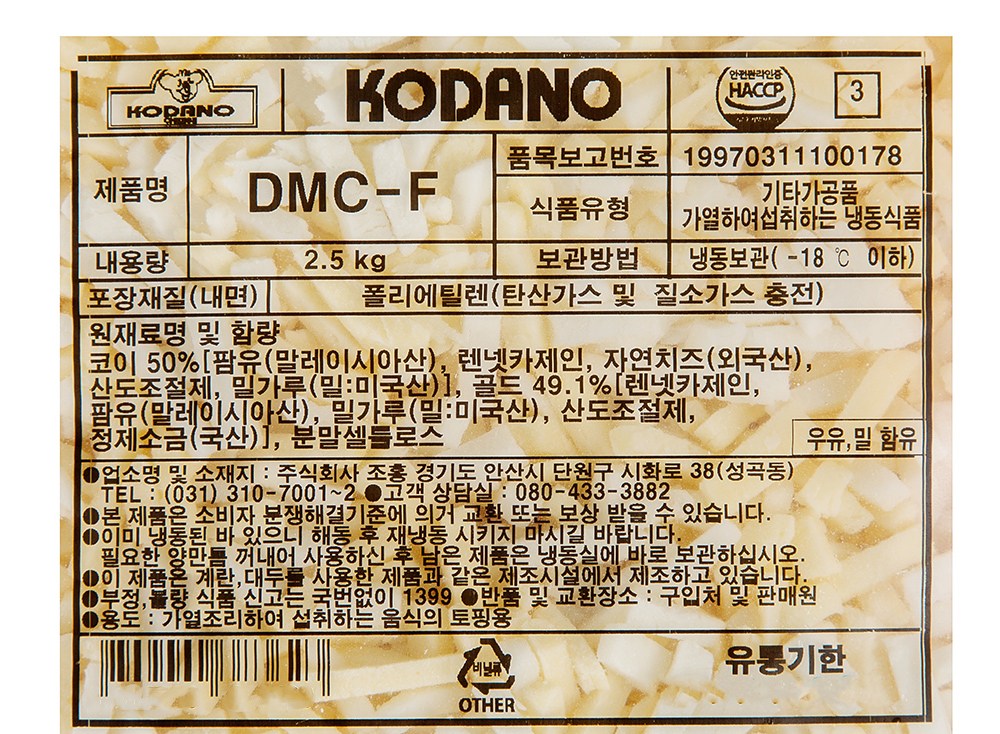 KODANO
CHEESE
KODANO
안전관리인증
HACCP
3
제품명
DMC-F
품목보고번호
19970311100178
식품유형
기타가공품
가열하여섭취하는 냉동식품
내용량
2.5 kg
보관방법
냉동보관( -18 ℃ 이하)
포장재질(내면)
폴리에틸렌(탄산가스 및 질소가스 충전)
원재료명 및 함량
코이 50%[팜유(말레이시아산), 렌넷카제인, 자연치즈(외국산),
산도조절제, 밀가루(밀:미국산)], 골드 49.1%[렌넷카제인,
팜유(말레이시아산), 밀가루(밀:미국산), 산도조절제,
정제소금(국산)], 분말셀룰로스
우유,밀 함유
●업소명 및 소재지 : 주식회사 조흥 경기도 안산시 단원구 시화로 38(성곡동)
TEL : (031) 310-7001~2 ●고객 상담실 : 080-433-3882
●본 제품은 소비자 분쟁해결기준에 의거 교환 또는 보상 받을 수 있습니다.
●이미 냉동된 바 있으니 해동 후 재냉동 시키지 마시길 바랍니다.
필요한 양만틈 꺼내어 사용하신 후 남은 제품은 냉동실에 바로 보관하십시오.
●이 제품은 계란,대두를 사용한 제품과 같은 제조시설에서 제조하고 있습니다.
●부정,불량 식품 신고는 국번없이 1399 ●반품 및 교환장소 : 구입처 및 판매원
●용도 : 가열조리하여 섭취하는 음식의 토핑용
비닐류
OTHER
유통기한